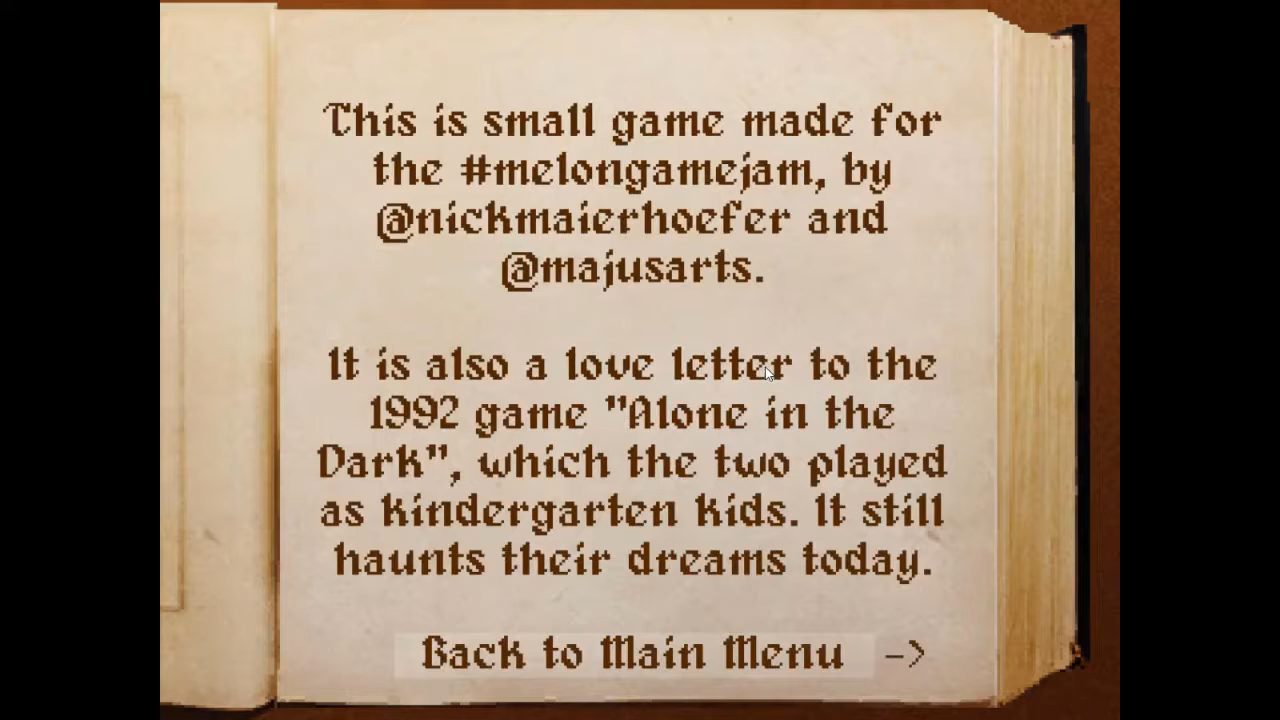 This is small game made for
the #melongamejam, by
@nickmaierhoefer and
@majusarts.
It is also a love letter to the
1992 game "Alone in the
Dark", which the two played
as kindergarten kids. It still
haunts their dreams today.
Back to Main Menu ->